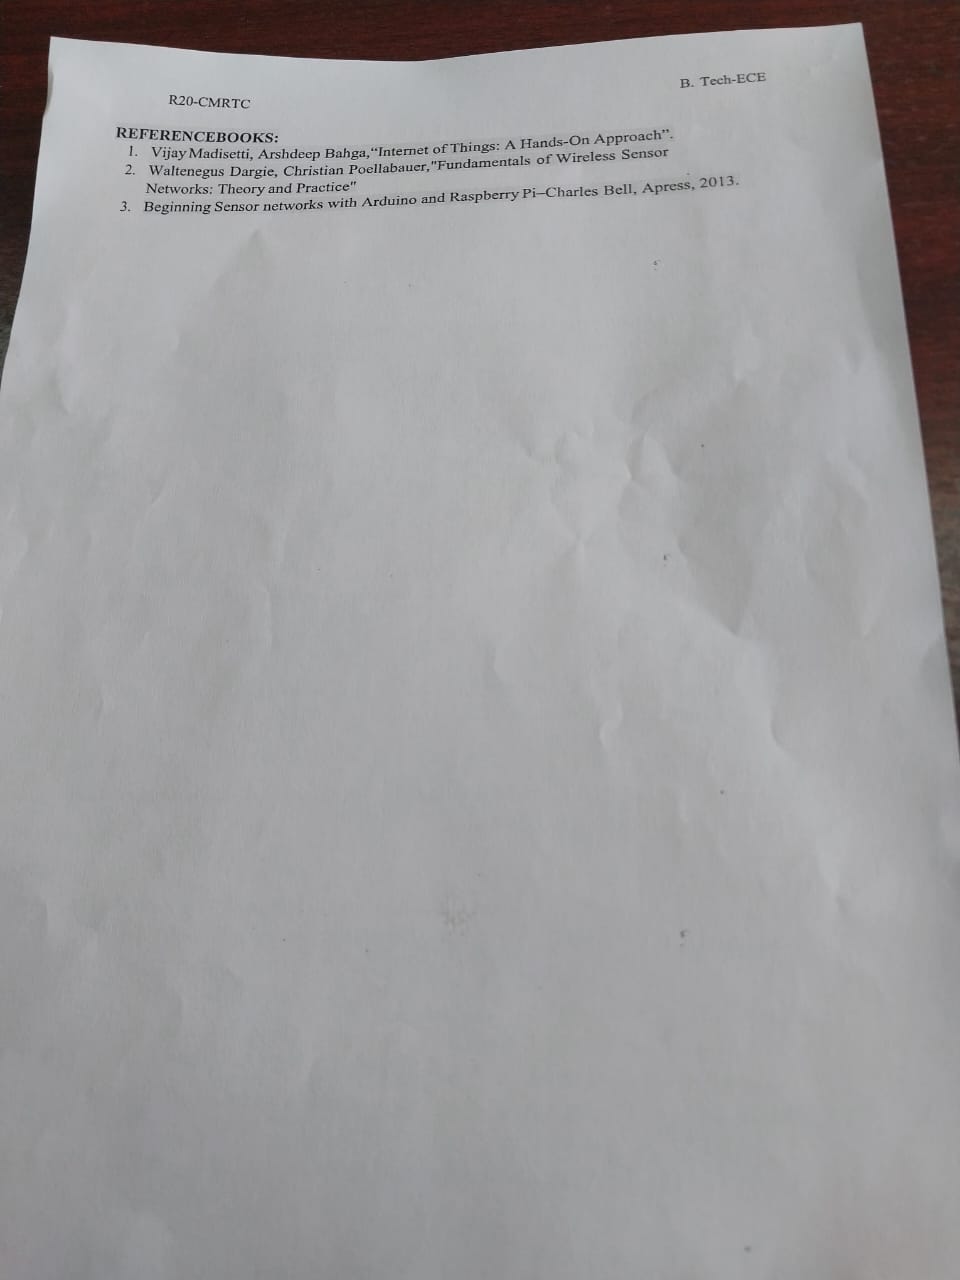 R20-CMRTC
B. Tech-ECE
REFERENCEBOOKS:
1. Vijay Madisetti, Arshdeep Bahga,“Internet of Things: A Hands-On Approach”.
2. Waltenegus Dargie, Christian Poellabauer,"Fundamentals of Wireless Sensor
Networks: Theory and Practice"
3. Beginning Sensor networks with Arduino and Raspberry Pi–Charles Bell, Apress, 2013.